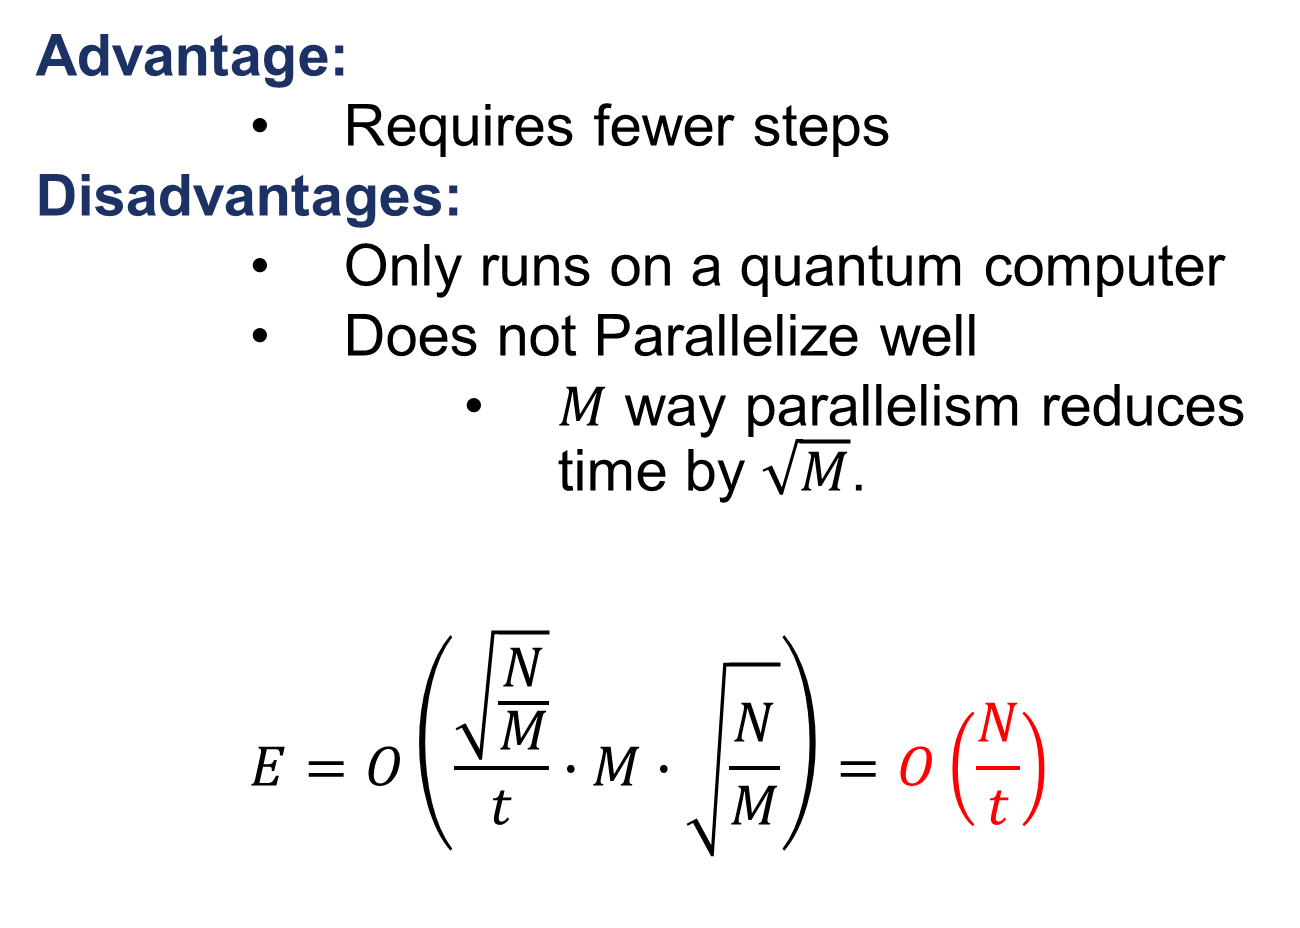 Advantage:
• Requires fewer steps
Disadvantages:
• Only runs on a quantum computer
• Does not Parallelize well
• M way parallelism reduces
time by √M.
E = O(√(N/M)/t · M · √(N/M)) = O(N/t)